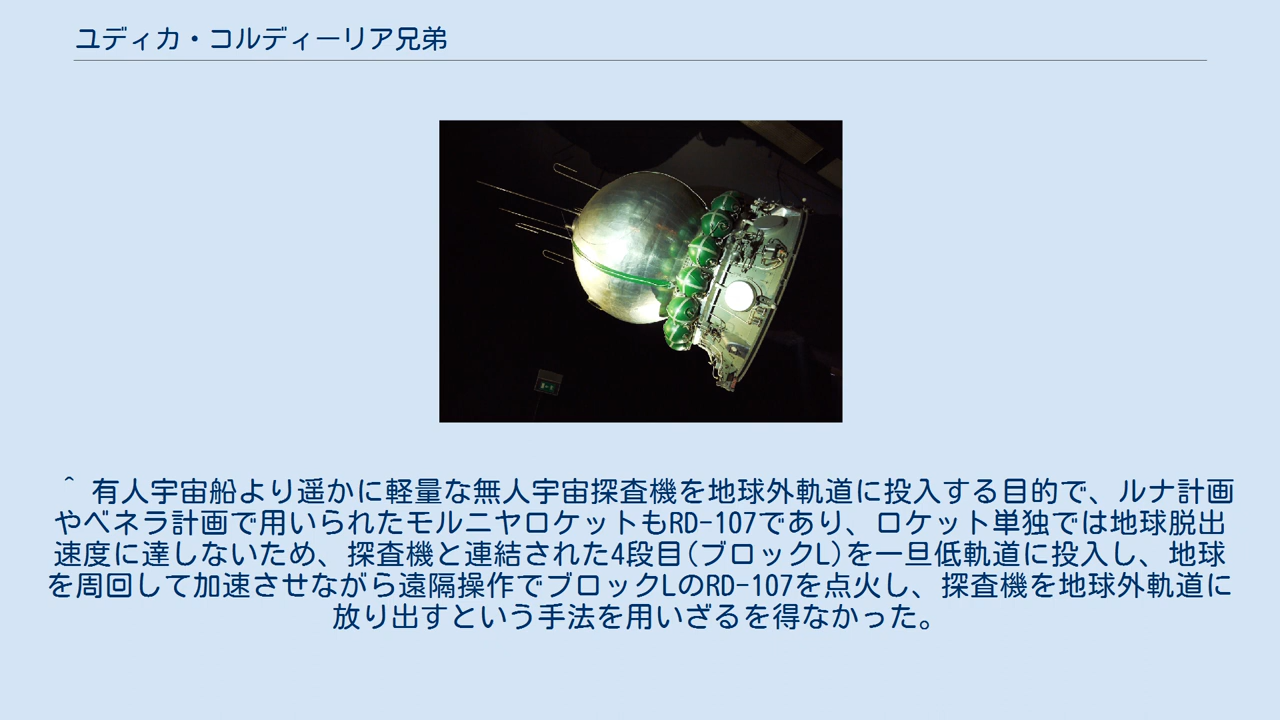 ユディカ・コルディーリア兄弟
^ 有人宇宙船より遥かに軽量な無人宇宙探査機を地球外軌道に投入する目的で、ルナ計画
やベネラ計画で用いられたモルニヤロケットもRD-107であり、ロケット単独では地球脱出
速度に達しないため、探査機と連結された4段目(ブロックL)を一旦低軌道に投入し、地球
を周回して加速させながら遠隔操作でブロックLのRD-107を点火し、探査機を地球外軌道に
放り出すという手法を用いざるを得なかった。